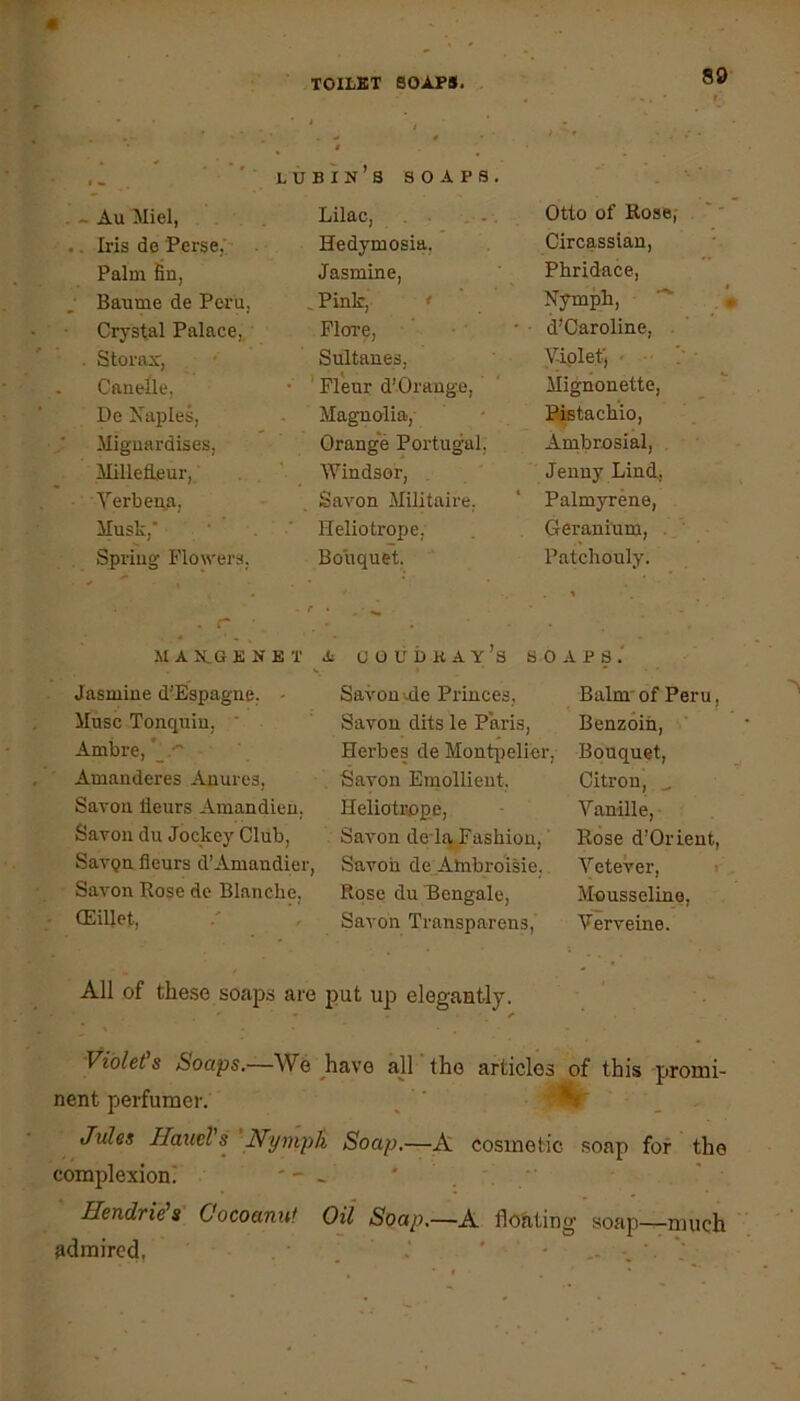 TOILET SOAPS. 89
LUBIN'S SOAPS.
Au Miel, Lilac, Otto of Rose,
Iris de Perse, Hedymosia, Circassian,
Palm fin, Jasmine, Phridace,
Baume de Peru, Pink, Nymph,
Crystal Palace, Flore, d'Caroline,
Storax, Sultanes, Violet,
Canelle, Fleur d'Orange, Mignonette,
De Naples, Magnolia, Pistachio,
Mignardises, Orange Portugal, Ambrosial,
Millefleur, Windsor, Jenny Lind,
Verbena, Savon Militaire, Palmyrène,
Musk, Heliotrope, Geranium,
Spring Flowers, Bouquet, Patchouly.
MANGENET & COUDRAY'S SOAPS.
Jasmine d'Espagne, Savon de Princes, Balm of Peru,
Musc Tonquin, Savon dits le Paris, Benzoin,
Ambre, Herbes de Montpelier, Bouquet,
Amanderes Anures, Savon Emollient, Citron,
Savon fleurs Amandien, Heliotrope, Vanille,
Savon du Jockey Club, Savon de la Fashion, Rose d'Orient,
Savon fleurs d'Amandier, Savon de Ambroisie, Vetever,
Savon Rose de Blanche, Rose du Bengale, Mousseline,
Œillet, Savon Transparens, Verveine.
All of these soaps are put up elegantly.
Violet's Soaps.—We have all the articles of this promi-
nent perfumer.
Jules Hauel's Nymph Soap.—A cosmetic soap for the
complexion.
Hendrie's Cocoanut Oil Soap.—A floating soap—much
admired.